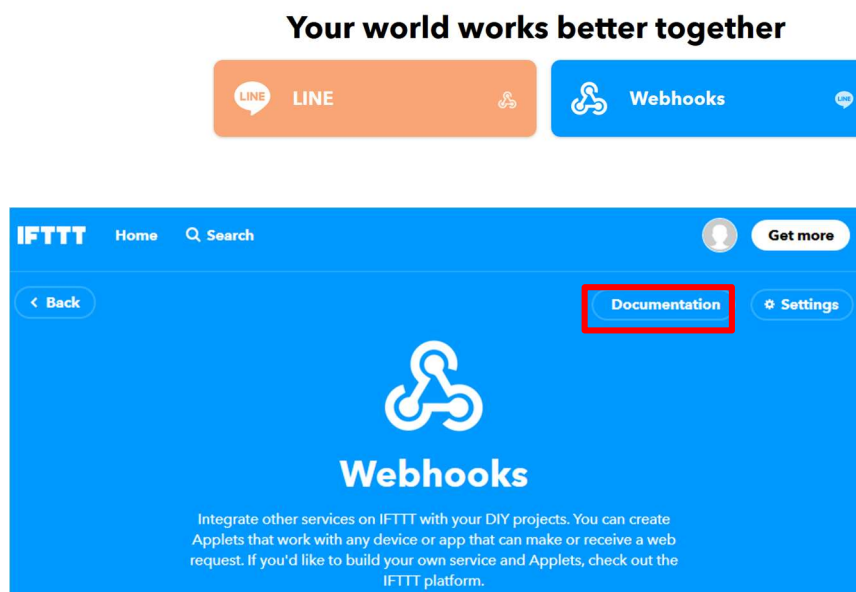 Your world works better together
LINE LINE
Webhooks LINE
IFTTT Home Search Get more
Back Documentation Settings
Webhooks
Integrate other services on IFTTT with your DIY projects. You can create
Applets that work with any device or app that can make or receive a web
request. If you'd like to build your own service and Applets, check out the
IFTTT platform.